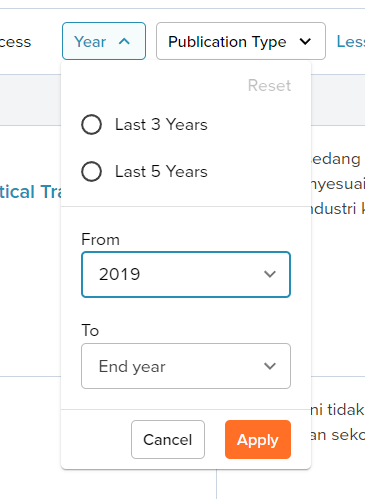 cess Year Publication Type Less
Reset
Last 3 Years
sedang
Last 5 Years
nyesuai
tical Tra
ndustri k
From
2019
To
End year
ni tidak
Cancel Apply
an seko